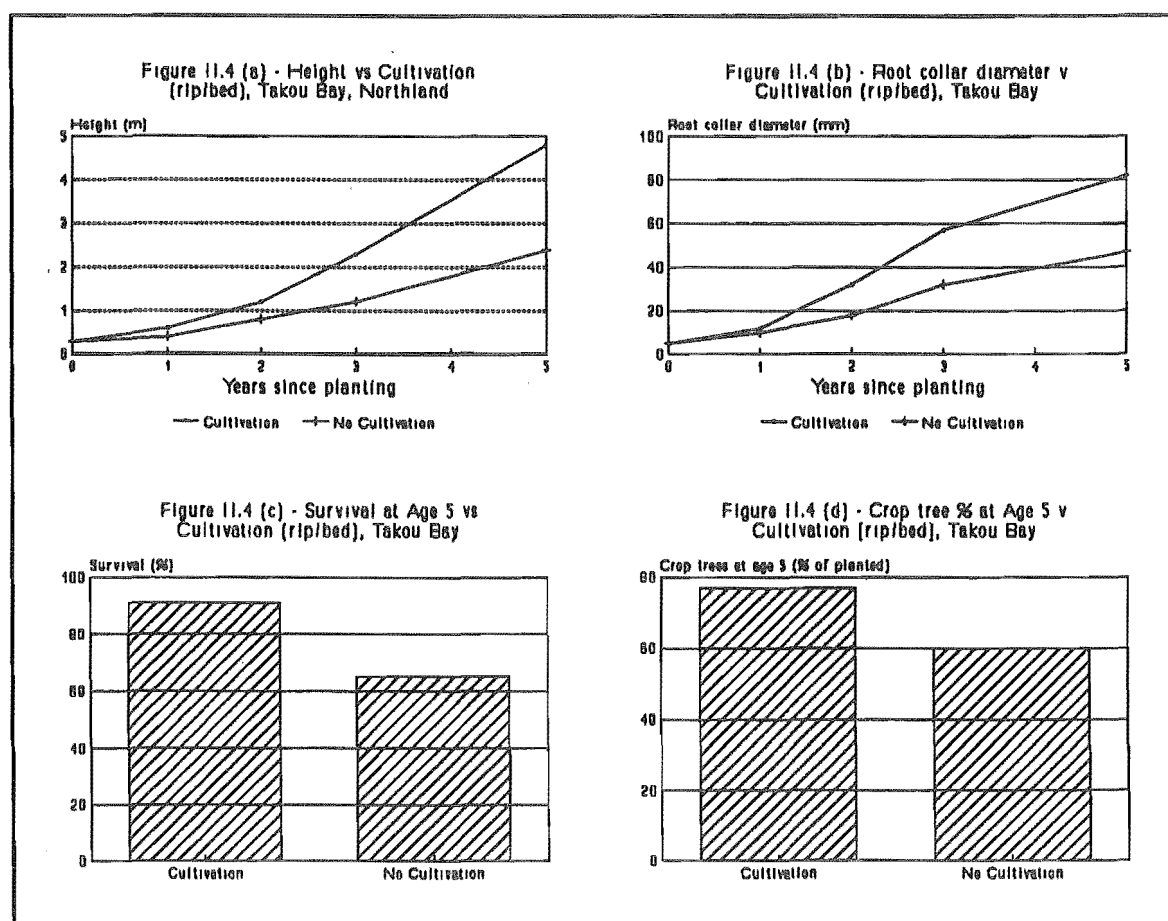 Figure II.4 (a) - Height vs Cultivation
(rip/bed), Takou Bay, Northland
Height (m)
5
4
3
2
1
0
0 1 2 3 4 5
Years since planting
Cultivation No Cultivation
Figure II.4 (b) - Root collar diameter v
Cultivation (rip/bed), Takou Bay
Root collar diameter (mm)
100
80
60
40
20
0
0 1 2 3 4 5
Years since planting
Cultivation No Cultivation
Figure II.4 (c) - Survival at Age 5 vs
Cultivation (rip/bed), Takou Bay
Survival (%)
100
80
60
40
20
0
Cultivation No Cultivation
Figure II.4 (d) - Crop tree % at Age 5 v
Cultivation [rip/bed], Takou Bay
Crop trees at age 5 (% of planted)
80
60
40
20
0
Cultivation No Cultivation